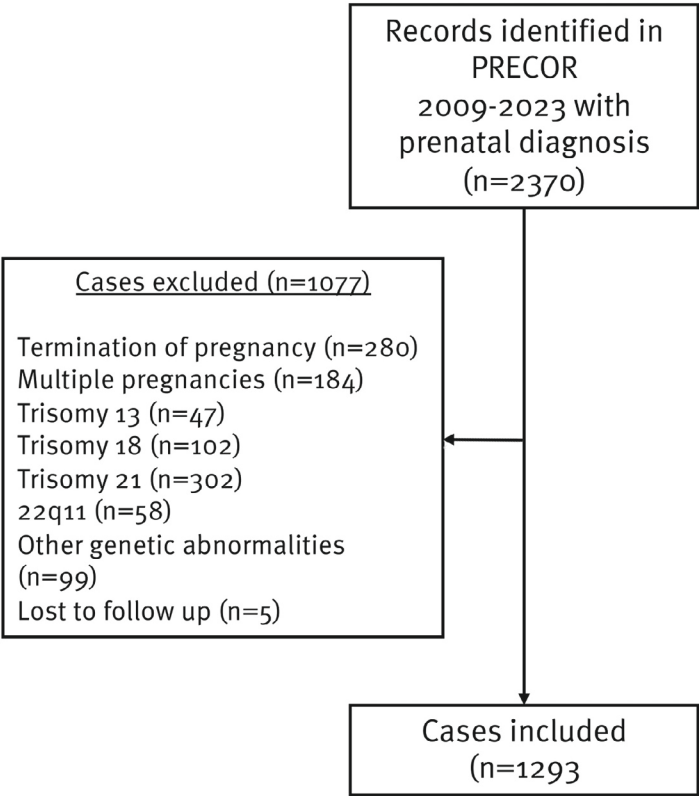 Records identified in
PRECOR
2009-2023 with
prenatal diagnosis
(n=2370)
Cases excluded (n=1077)
Termination of pregnancy (n=280)
Multiple pregnancies (n=184)
Trisomy 13 (n=47)
Trisomy 18 (n=102)
Trisomy 21 (n=302)
22q11 (n=58)
Other genetic abnormalities
(n=99)
Lost to follow up (n=5)
Cases included
(n=1293